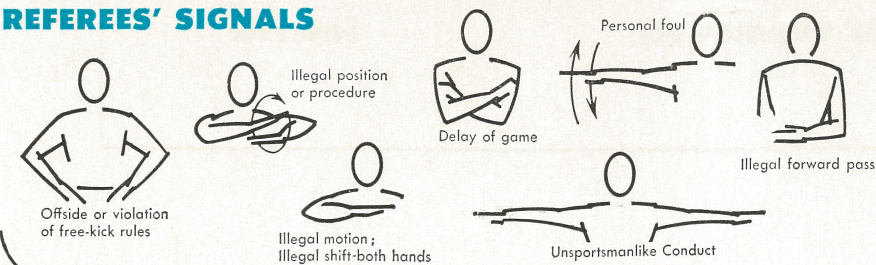 REFEREES' SIGNALS
Offside or violation
of free-kick rules
Illegal position
or procedure
Illegal motion;
Illegal shift-both hands
Delay of game
Personal foul
Unsportsmanlike Conduct
Illegal forward pass